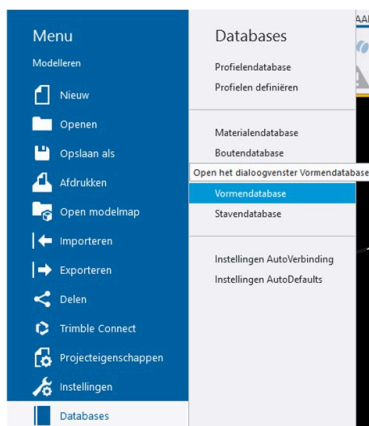 Menu
Modelleren
Nieuw
Openen
Opslaan als
Afdrukken
Open modelmap
Importeren
Exporteren
Delen
Trimble Connect
Projecteigenschappen
Instellingen
Databases
Databases
Profielendatabase
Profielen definiëren
Materialendatabase
Boutendatabase
Open het dialoogvenster Vormendatabase
Vormendatabase
Stavendatabase
Instellingen AutoVerbinding
Instellingen AutoDefaults